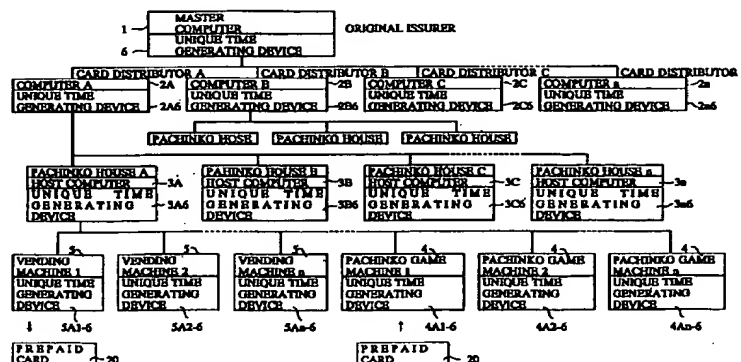 MASTER
1 COMPUTER ORIGINAL ISSURER
UNIQUE TIME
6 GENERATING DEVICE
CARD DISTRIBUTOR A CARD DISTRIBUTOR B CARD DISTRIBUTOR C CARD DISTRIBUTOR
COMPUTER A 2A COMPUTER B 2B COMPUTER C 2C COMPUTER n 2n
UNIQUE TIME UNIQUE TIME UNIQUE TIME UNIQUE TIME
GENERATING DEVICE 2A6 GENERATING DEVICE 2B6 GENERATING DEVICE 2C6 GENERATING DEVICE 2n6
PACHINKO HOSE PACHINKO HOUSE PACHINKO HOUSE
PACHINKO HOUSE A PAHINKO HOUSE B PACHINKO HOUSE C PACHINKO HOUSE n
HOST COMPUTER 3A HOST COMPUTER 3B HOST COMPUTER 3C HOST COMPUTER 3n
UNIQUE TIME UNIQUE TIME UNIQUE TIME UNIQUE TIME
GENERATING 3A6 GENERATING 3B6 GENERATING 3C6 GENERATING 3n6
DEVICE DEVICE DEVICE DEVICE
5 5 5 4 4 4
VENDING VENDING VENDING PACHINKO GAME PACHINKO GAME PACHINKO GAME
MACHINE 1 MACHINE 2 MACHINE n MACHINE 1 MACHINE 2 MACHINE n
UNIQUE TIME UNIQUE TIME UNIQUE TIME UNIQUE TIME UNIQUE TIME UNIQUE TIME
GENERATING GENERATING GENERATING GENERATING GENERATING GENERATING
DEVICE DEVICE DEVICE DEVICE DEVICE DEVICE
5A1-6 5A2-6 5An-6 4A1-6 4A2-6 4An-6
PREPAID PREPAID
CARD 20 CARD 20